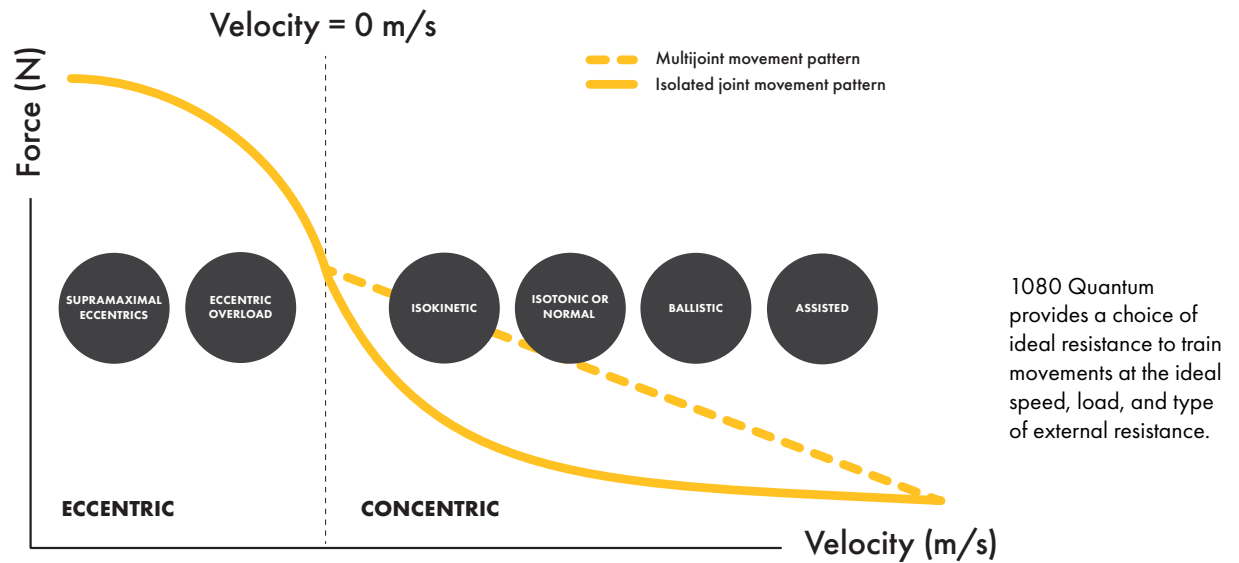 Velocity = 0 m/s
Force (N)
Multijoint movement pattern
Isolated joint movement pattern
SUPRAMAXIMAL
ECCENTRICS
ECCENTRIC
OVERLOAD
ISOKINETIC
ISOTONIC OR
NORMAL
BALLISTIC
ASSISTED
1080 Quantum
provides a choice of
ideal resistance to train
movements at the ideal
speed, load, and type
of external resistance.
ECCENTRIC
CONCENTRIC
Velocity (m/s)